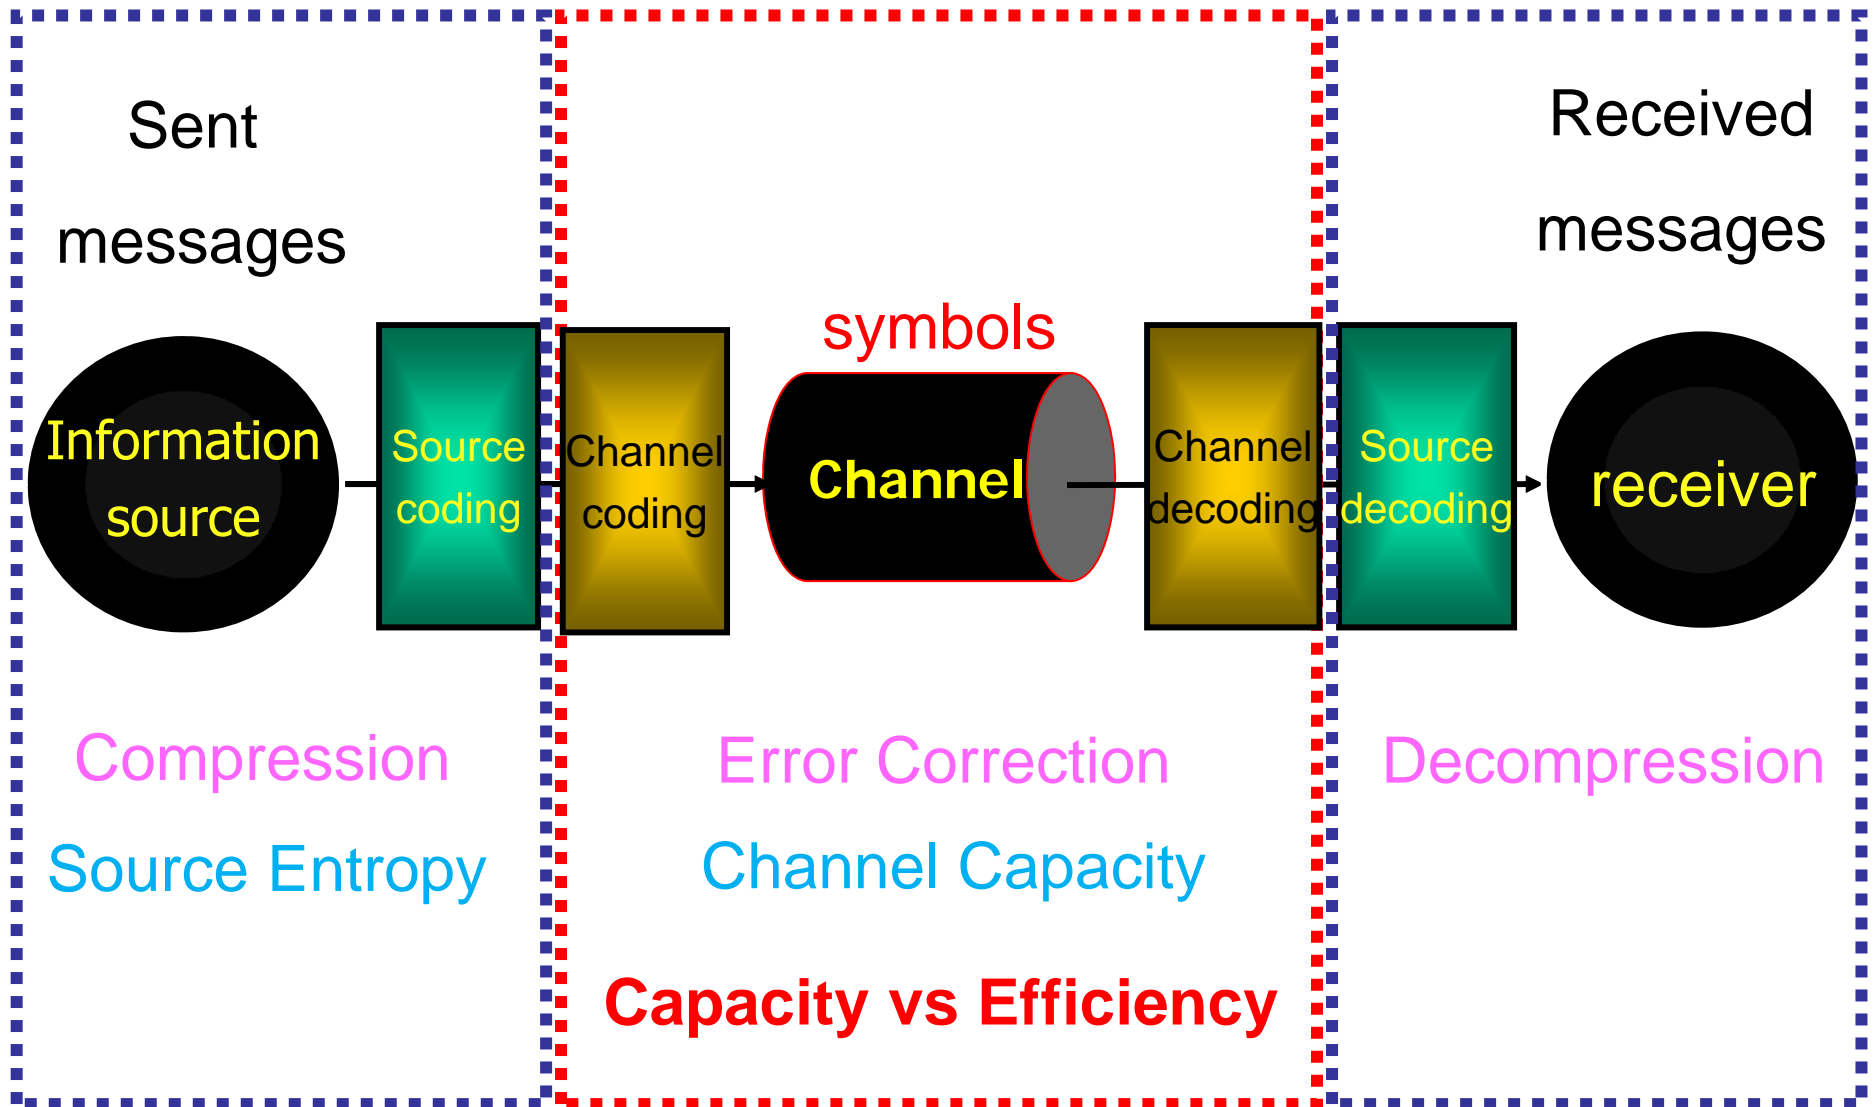 Sent
messages
Received
messages
symbols
Information
source
Source
coding
Channel
coding
Channel
Channel
decoding
Source
decoding
receiver
Compression
Error Correction
Decompression
Source Entropy
Channel Capacity
Capacity vs Efficiency